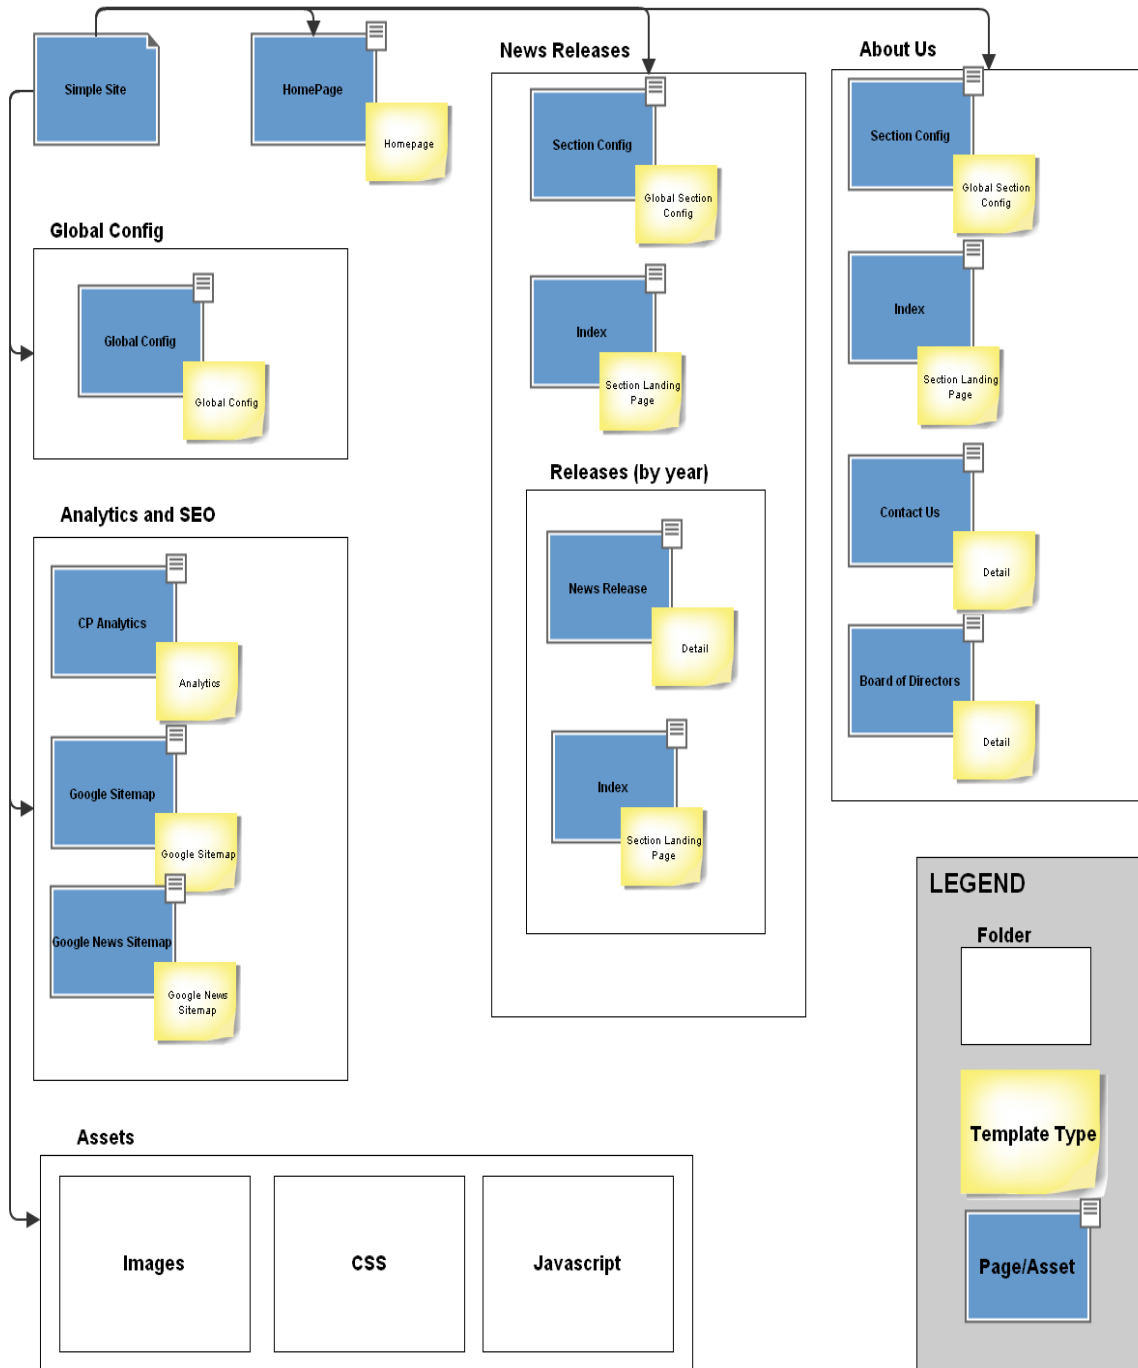 Simple Site
HomePage
Homepage
News Releases
Section Config
Global Section
Config
Index
Section Landing
Page
Releases (by year)
News Release
Detail
Index
Section Landing
Page
About Us
Section Config
Global Section
Config
Index
Section Landing
Page
Contact Us
Detail
Board of Directors
Detail
Global Config
Global Config
Global Config
Analytics and SEO
CP Analytics
Analytics
Google Sitemap
Google Sitemap
Google News Sitemap
Google News
Sitemap
Assets
Images
CSS
Javascript
LEGEND
Folder
Template Type
Page/Asset